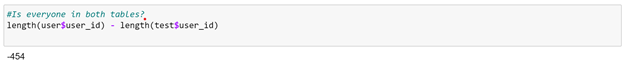 #Is everyone in both tables?
length(user$user_id) - length(test$user_id)
-454